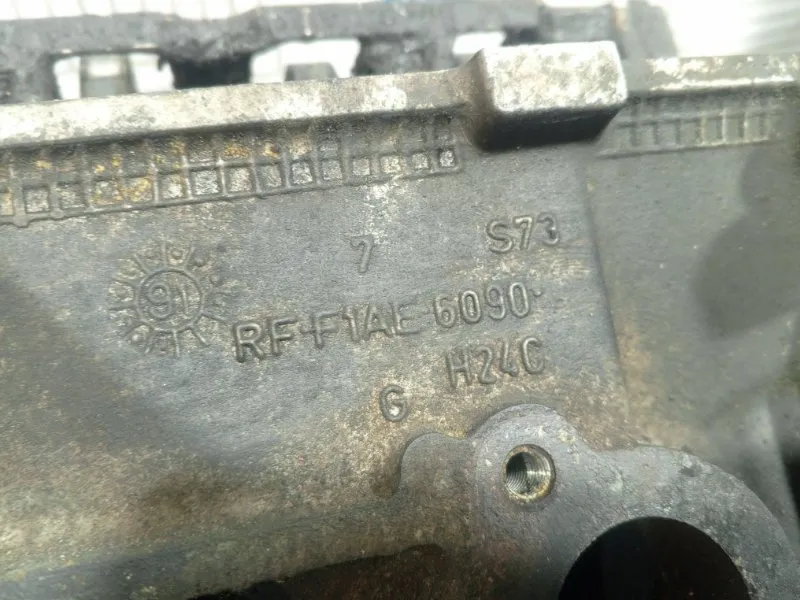 7 S73
91
RF-F1AE 6090
H24C
G